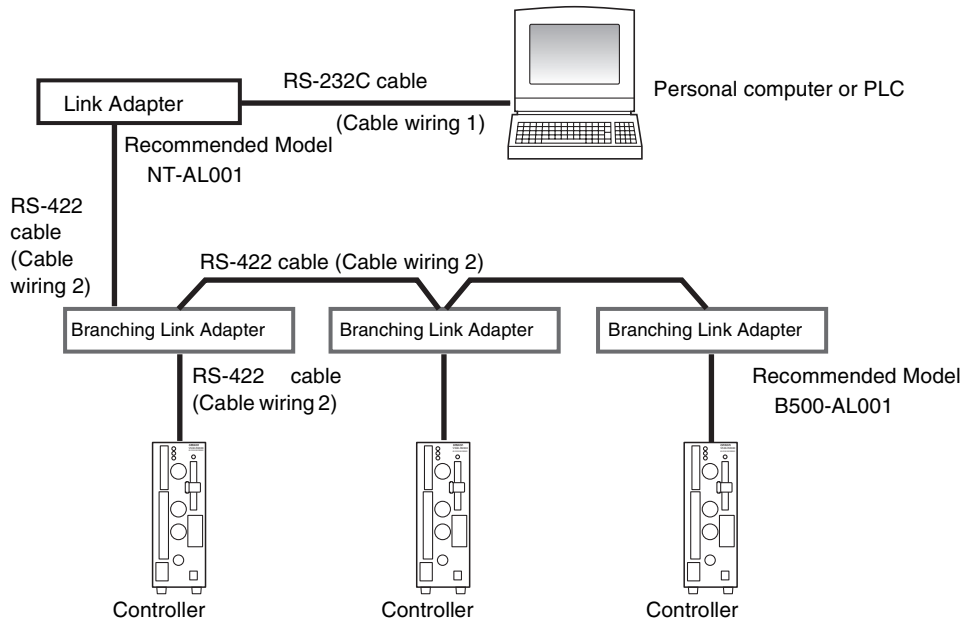 RS-232C cable
Link Adapter
(Cable wiring 1)
Personal computer or PLC
Recommended Model
NT-AL001
RS-422
cable
(Cable
wiring 2)
RS-422 cable (Cable wiring 2)
Branching Link Adapter
Branching Link Adapter
Branching Link Adapter
RS-422 cable
(Cable wiring 2)
Recommended Model
B500-AL001
Controller
Controller
Controller